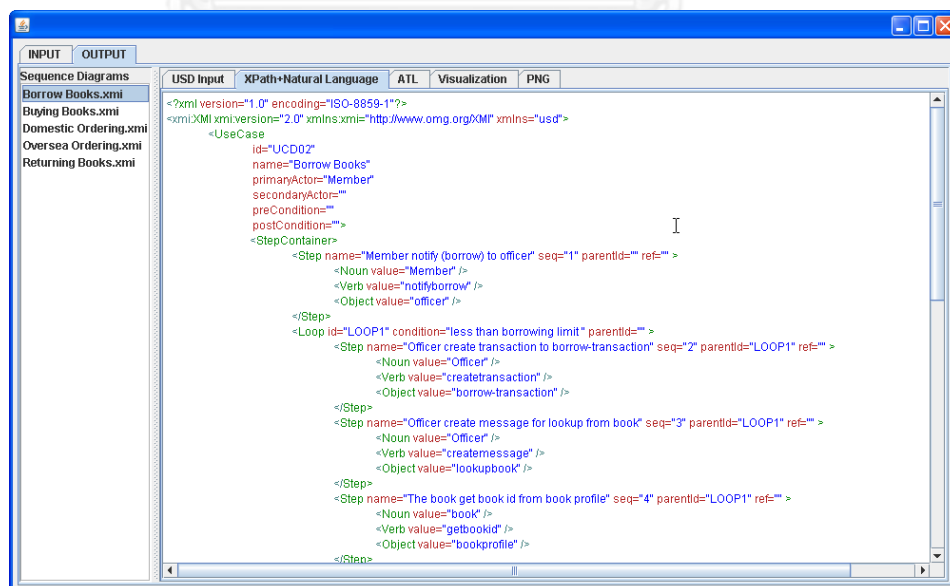 INPUT OUTPUT
Sequence Diagrams
Borrow Books.xmi
Buying Books.xmi
Domestic Ordering.xmi
Oversea Ordering.xmi
Returning Books.xmi
USD Input XPath+Natural Language ATL Visualization PNG
<?xml version="1.0" encoding="ISO-8859-1"?>
<xmi:XMI xmi:version="2.0" xmlns:xmi="http://www.omg.org/XMI" xmlns="usd">
<UseCase
id="UCD02"
name="Borrow Books"
primaryActor="Member"
secondaryActor=""
preCondition=""
postCondition="">
<StepContainer>
<Step name="Member notify (borrow) to officer" seq="1" parentId="" ref="" >
<Noun value="Member" />
<Verb value="notifyborrow" />
<Object value="officer" />
</Step>
<Loop id="LOOP1" condition="less than borrowing limit " parentId="" >
<Step name="Officer create transaction to borrow-transaction" seq="2" parentId="LOOP1" ref="" >
<Noun value="Officer" />
<Verb value="createtransaction" />
<Object value="borrow-transaction" />
</Step>
<Step name="Officer create message for lookup from book" seq="3" parentId="LOOP1" ref="" >
<Noun value="Officer" />
<Verb value="createmessage" />
<Object value="lookupbook" />
</Step>
<Step name="The book get book id from book profile" seq="4" parentId="LOOP1" ref="" >
<Noun value="book" />
<Verb value="getbookid" />
<Object value="bookprofile" />
</Step>